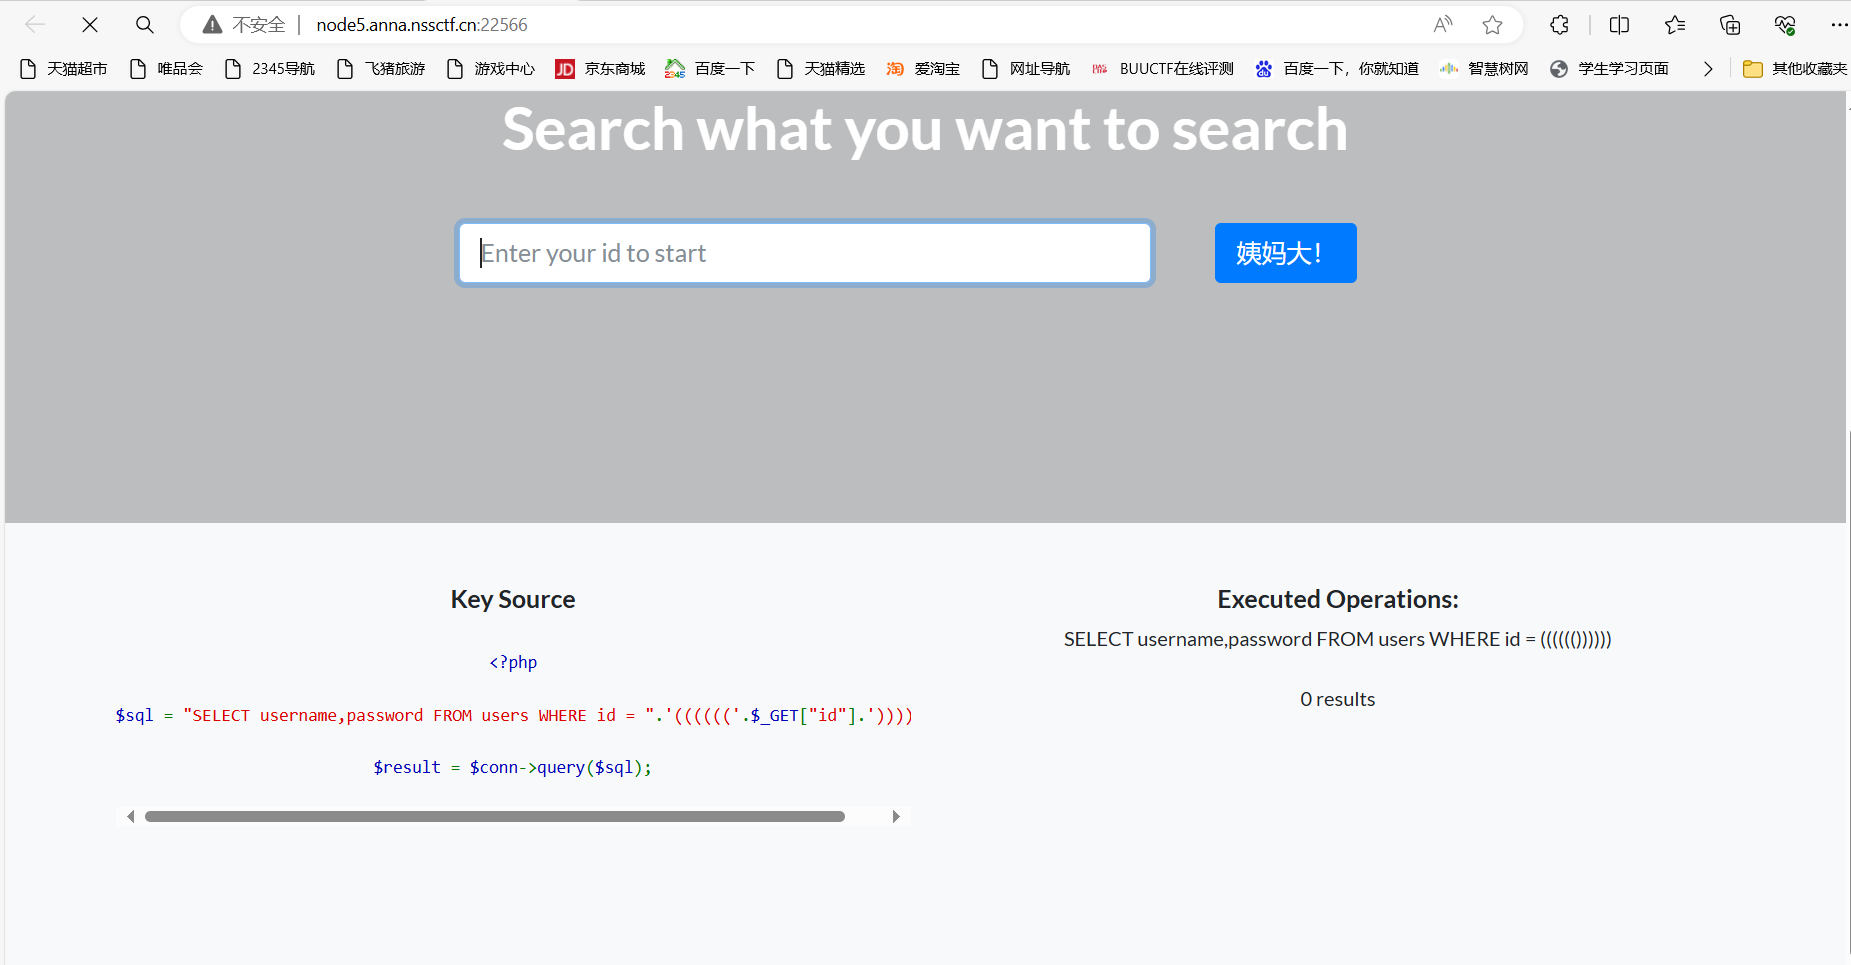 不安全 | node5.anna.nssctf.cn:22566
天猫超市 唯品会 2345导航 飞猪旅游 游戏中心 JD 京东商城 2345 百度一下 天猫精选 淘 爱淘宝 网址导航 BUUCTF在线评测 百度一下，你就知道 智慧树网 学生学习页面 其他收藏夹
Search what you want to search
Enter your id to start
姨妈大！
Key Source
<?php
$sql = "SELECT username,password FROM users WHERE id = ".'(((((('.$_GET["id"].'))))
$result = $conn->query($sql);
Executed Operations:
SELECT username,password FROM users WHERE id = (((((())))))
0 results